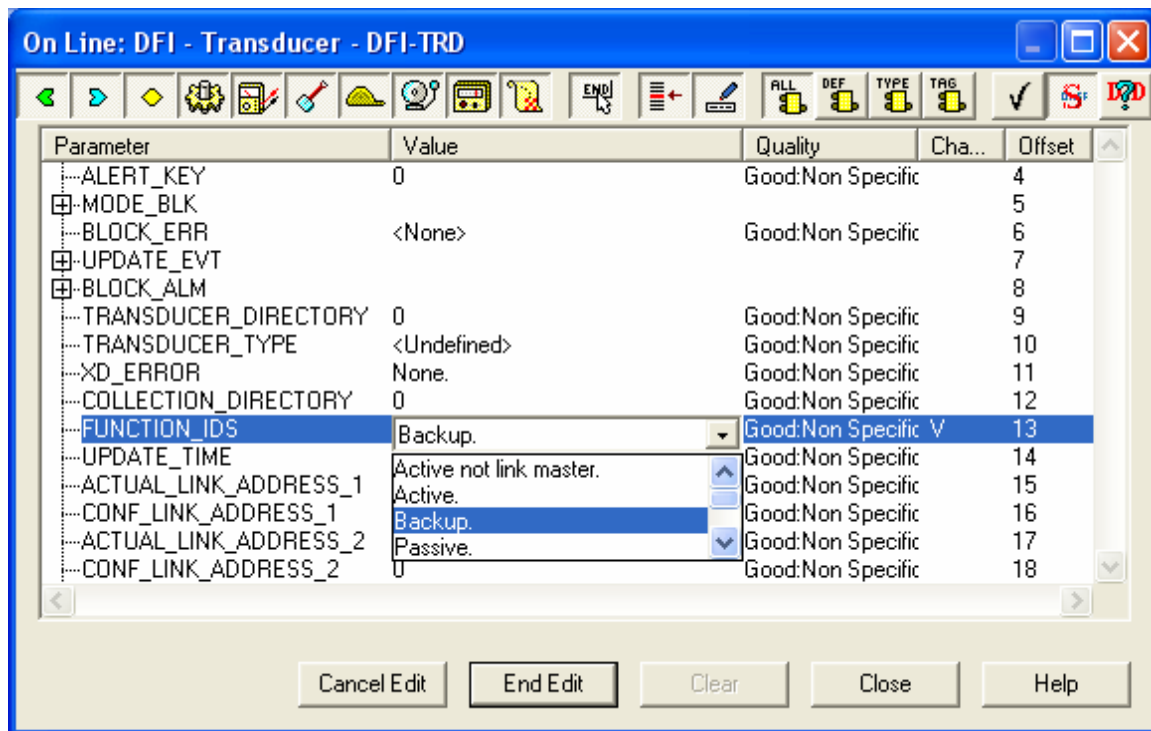 On Line: DFI - Transducer - DFI-TRD
END ALL DEF TYPE TAG
Parameter Value Quality Cha... Offset
ALERT_KEY 0 Good:Non Specific 4
MODE_BLK 5
BLOCK_ERR <None> Good:Non Specific 6
UPDATE_EVT 7
BLOCK_ALM 8
TRANSDUCER_DIRECTORY 0 Good:Non Specific 9
TRANSDUCER_TYPE <Undefined> Good:Non Specific 10
XD_ERROR None. Good:Non Specific 11
COLLECTION_DIRECTORY 0 Good:Non Specific 12
FUNCTION_IDS Backup. Good:Non Specific V 13
UPDATE_TIME Active not link master. Good:Non Specific 14
ACTUAL_LINK_ADDRESS_1 Active. Good:Non Specific 15
CONF_LINK_ADDRESS_1 Backup. Good:Non Specific 16
ACTUAL_LINK_ADDRESS_2 Passive. Good:Non Specific 17
CONF_LINK_ADDRESS_2 0 Good:Non Specific 18
Cancel Edit End Edit Clear Close Help